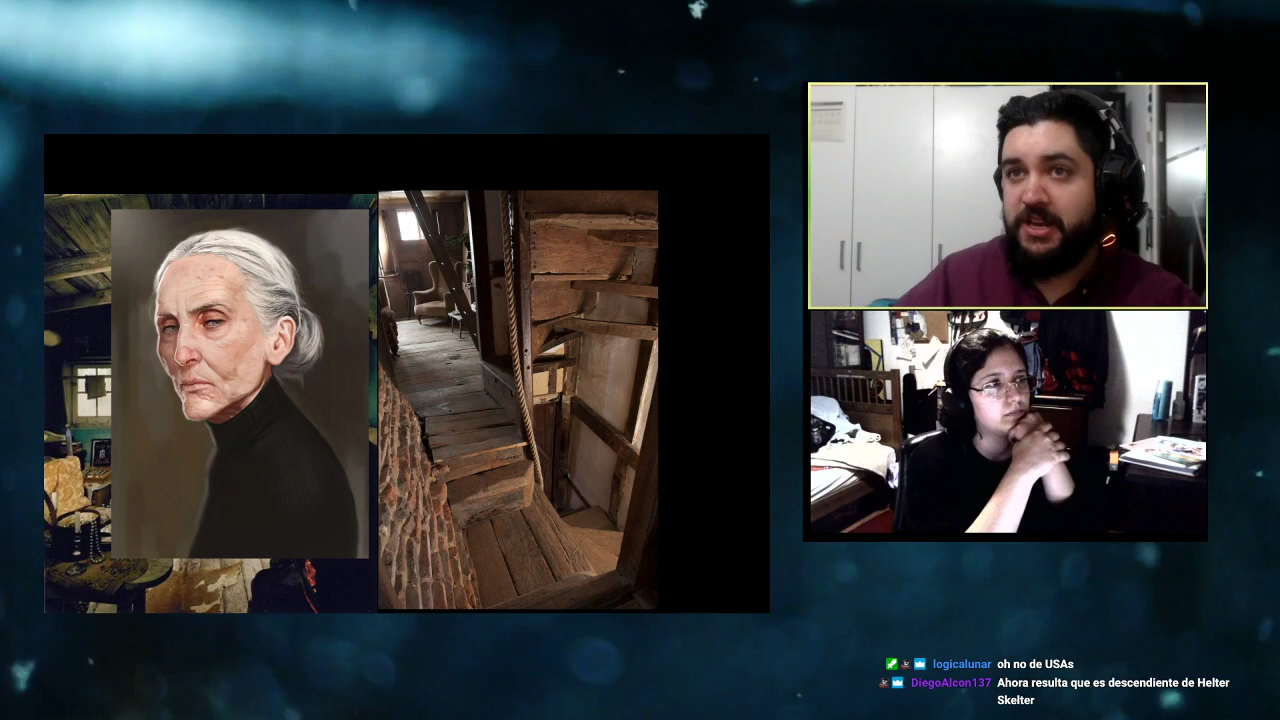 logicalunar oh no de USAs
DiegoAlcon137 Ahora resulta que es descendiente de Helter
Skelter